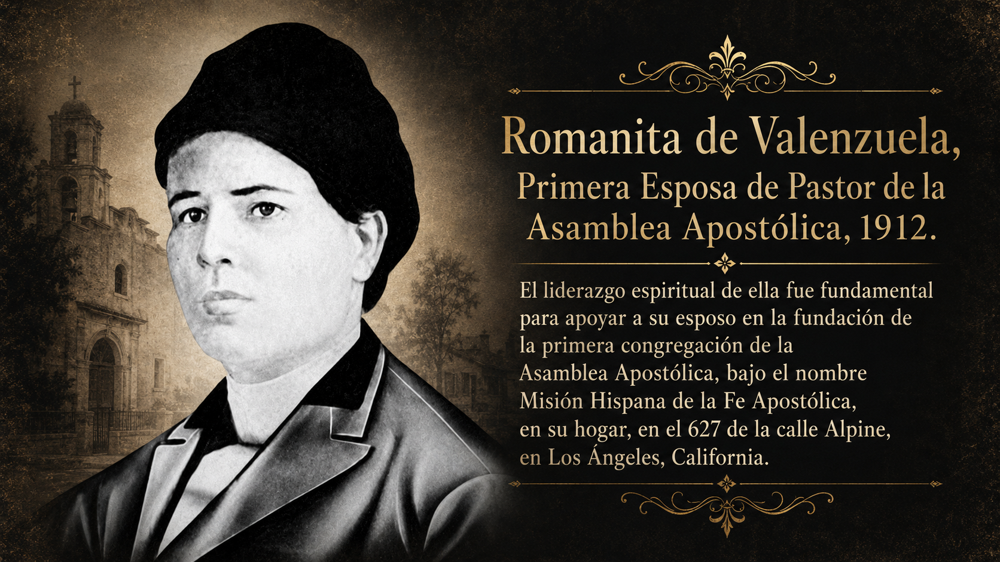 Romanita de Valenzuela,
Primera Esposa de Pastor de la
Asamblea Apostólica, 1912.
El liderazgo espiritual de ella fue fundamental
para apoyar a su esposo en la fundación de
la primera congregación de la
Asamblea Apostólica, bajo el nombre
Misión Hispana de la Fe Apostólica,
en su hogar, en el 627 de la calle Alpine,
en Los Ángeles, California.